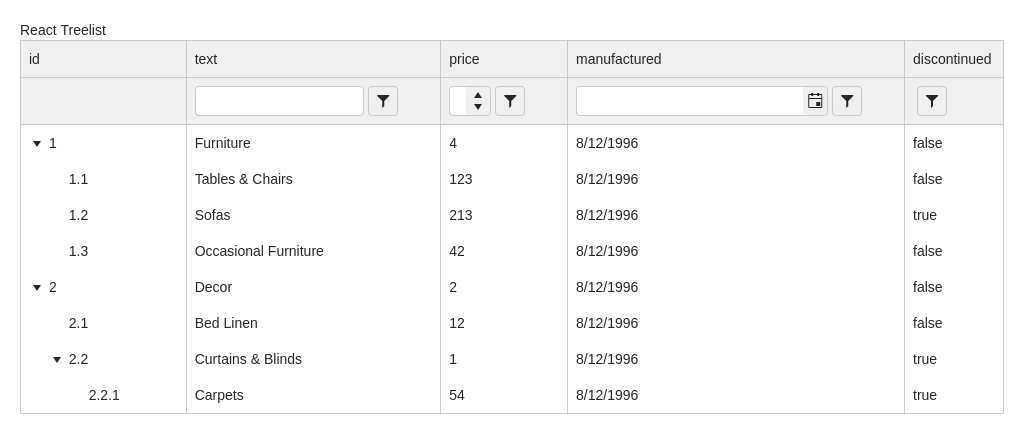 React Treelist
id text price manufactured discontinued
1 Furniture 4 8/12/1996 false
1.1 Tables & Chairs 123 8/12/1996 false
1.2 Sofas 213 8/12/1996 true
1.3 Occasional Furniture 42 8/12/1996 false
2 Decor 2 8/12/1996 false
2.1 Bed Linen 12 8/12/1996 false
2.2 Curtains & Blinds 1 8/12/1996 true
2.2.1 Carpets 54 8/12/1996 true